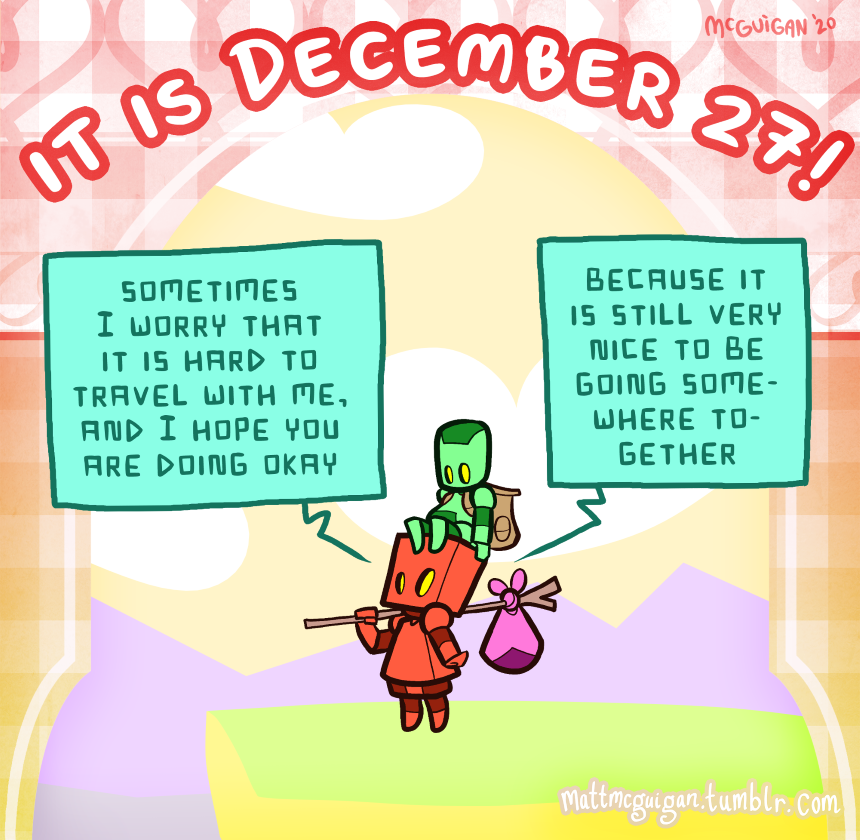 McGUiGAN '20
IT IS DECEMBER 27!
SOMETIMES
I WORRY THAT
IT IS HARD TO
TRAVEL WITH ME,
AND I HOPE YOU
ARE DOING OKAY
BECAUSE IT
IS STILL VERY
NICE TO BE
GOING SOME-
WHERE TO-
GETHER
mattmcguigan.tumblr.com